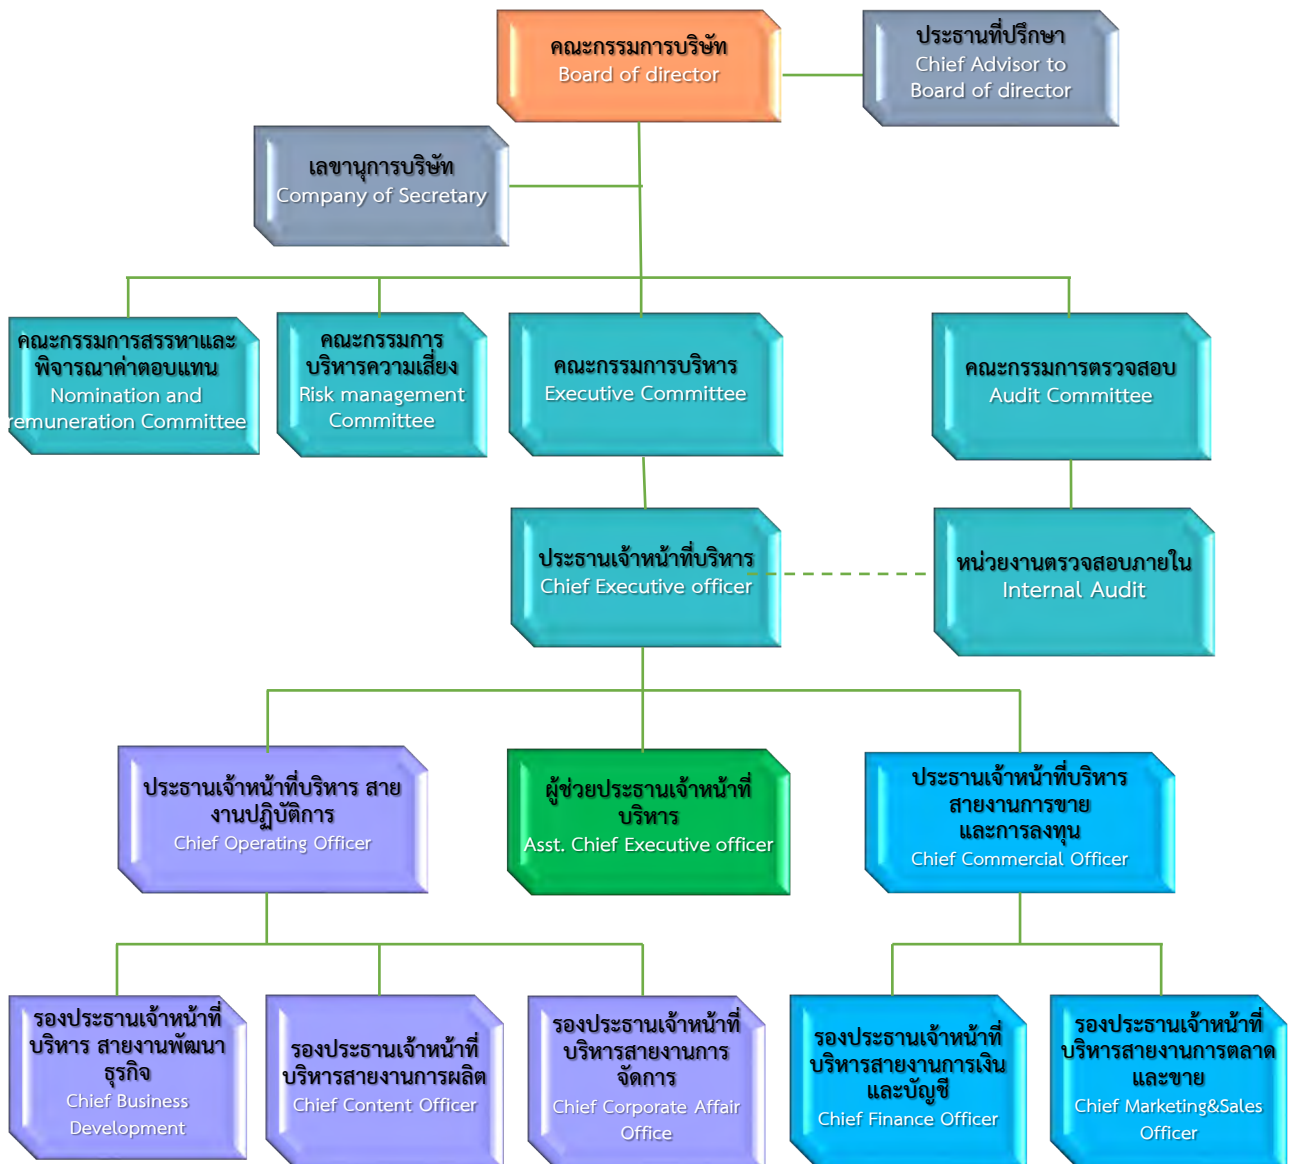 คณะกรรมการบริษัท
Board of director
ประธานที่ปรึกษา
Chief Advisor to
Board of director
เลขานุการบริษัท
Company of Secretary
คณะกรรมการสรรหาและ
พิจารณาค่าตอบแทน
Nomination and
remuneration Committee
คณะกรรมการ
บริหารความเสี่ยง
Risk management
Committee
คณะกรรมการบริหาร
Executive Committee
คณะกรรมการตรวจสอบ
Audit Committee
ประธานเจ้าหน้าที่บริหาร
Chief Executive officer
หน่วยงานตรวจสอบภายใน
Internal Audit
ประธานเจ้าหน้าที่บริหาร สาย
งานปฏิบัติการ
Chief Operating Officer
ผู้ช่วยประธานเจ้าหน้าที่
บริหาร
Asst. Chief Executive officer
ประธานเจ้าหน้าที่บริหาร
สายงานการขาย
และการลงทุน
Chief Commercial Officer
รองประธานเจ้าหน้าที่
บริหาร สายงานพัฒนา
ธุรกิจ
Chief Business
Development
รองประธานเจ้าหน้าที่
บริหารสายงานการผลิต
Chief Content Officer
รองประธานเจ้าหน้าที่
บริหารสายงานการ
จัดการ
Chief Corporate Affair
Office
รองประธานเจ้าหน้าที่
บริหารสายงานการเงิน
และบัญชี
Chief Finance Officer
รองประธานเจ้าหน้าที่
บริหารสายงานการตลาด
และขาย
Chief Marketing&Sales
Officer